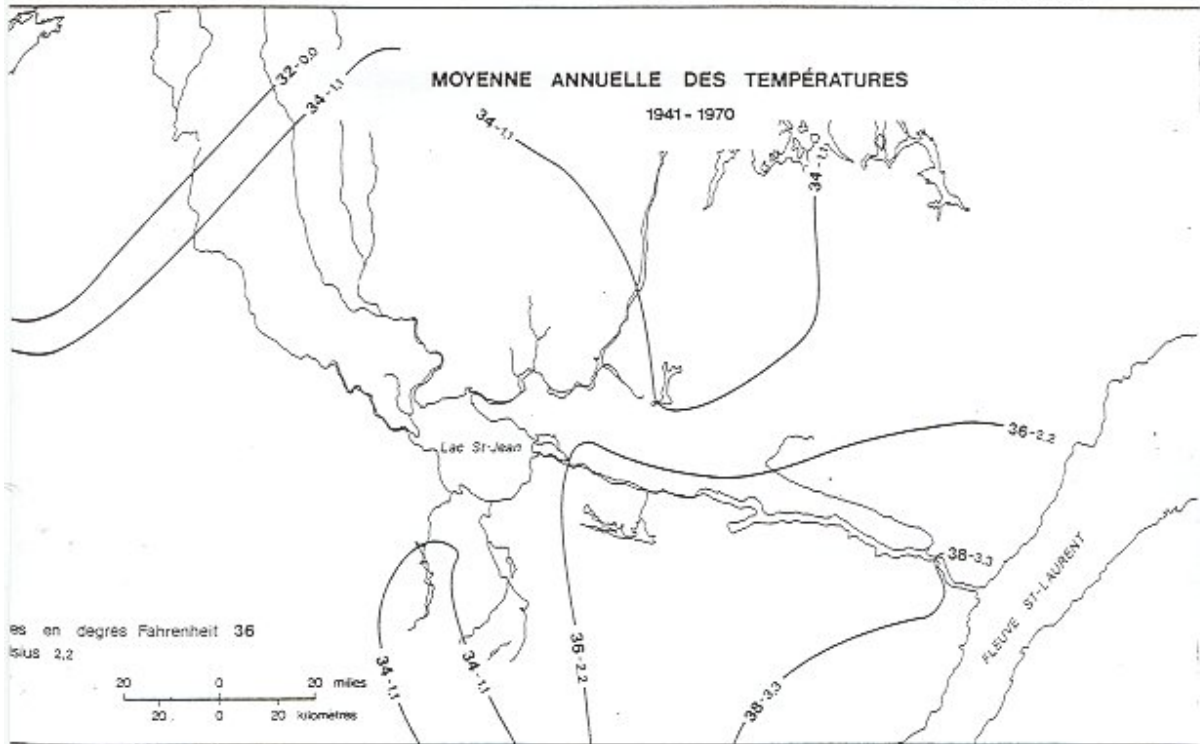 MOYENNE ANNUELLE DES TEMPÉRATURES
1941 - 1970
32-0,0
34-1,1
34-1,1
34-1,1
36-2,2
Lac St-Jean
38-3,3
FLEUVE ST-LAURENT
36-2,2
34-1,1
34-1,1
38-3,3
es en degrés Fahrenheit 36
lsius 2,2
20 0 20 miles
20 0 20 kilomètres